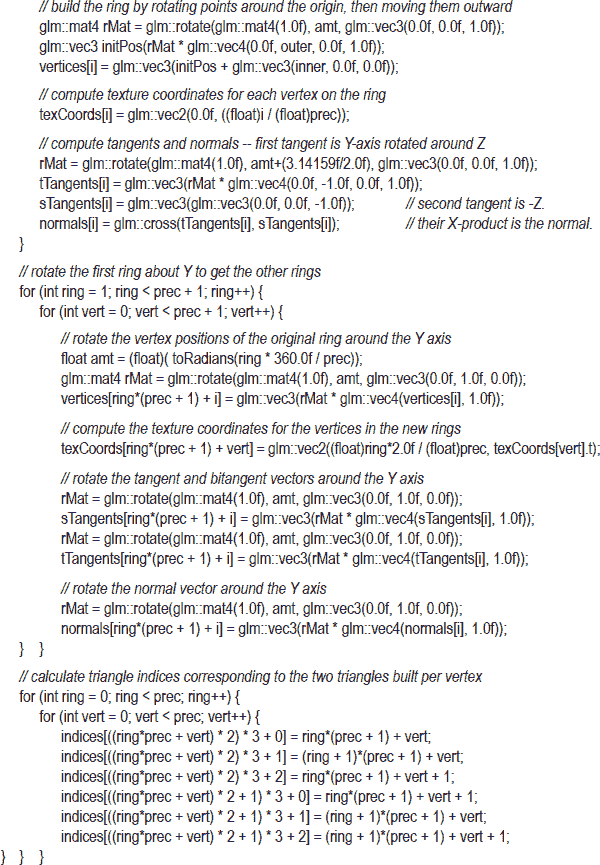 // build the ring by rotating points around the origin, then moving them outward
glm::mat4 rMat = glm::rotate(glm::mat4(1.0f), amt, glm::vec3(0.0f, 0.0f, 1.0f));
glm::vec3 initPos(rMat * glm::vec4(0.0f, outer, 0.0f, 1.0f));
vertices[i] = glm::vec3(initPos + glm::vec3(inner, 0.0f, 0.0f));
// compute texture coordinates for each vertex on the ring
texCoords[i] = glm::vec2(0.0f, ((float)i / (float)prec));
// compute tangents and normals -- first tangent is Y-axis rotated around Z
rMat = glm::rotate(glm::mat4(1.0f), amt+(3.14159f/2.0f), glm::vec3(0.0f, 0.0f, 1.0f));
tTangents[i] = glm::vec3(rMat * glm::vec4(0.0f, -1.0f, 0.0f, 1.0f));
sTangents[i] = glm::vec3(glm::vec3(0.0f, 0.0f, -1.0f)); // second tangent is -Z.
normals[i] = glm::cross(tTangents[i], sTangents[i]); // their X-product is the normal.
}
// rotate the first ring about Y to get the other rings
for (int ring = 1; ring < prec + 1; ring++) {
for (int vert = 0; vert < prec + 1; vert++) {
// rotate the vertex positions of the original ring around the Y axis
float amt = (float)( toRadians(ring * 360.0f / prec));
glm::mat4 rMat = glm::rotate(glm::mat4(1.0f), amt, glm::vec3(0.0f, 1.0f, 0.0f));
vertices[ring*(prec + 1) + i] = glm::vec3(rMat * glm::vec4(vertices[i], 1.0f));
// compute the texture coordinates for the vertices in the new rings
texCoords[ring*(prec + 1) + vert] = glm::vec2((float)ring*2.0f / (float)prec, texCoords[vert].t);
// rotate the tangent and bitangent vectors around the Y axis
rMat = glm::rotate(glm::mat4(1.0f), amt, glm::vec3(0.0f, 1.0f, 0.0f));
sTangents[ring*(prec + 1) + i] = glm::vec3(rMat * glm::vec4(sTangents[i], 1.0f));
rMat = glm::rotate(glm::mat4(1.0f), amt, glm::vec3(0.0f, 1.0f, 0.0f));
tTangents[ring*(prec + 1) + i] = glm::vec3(rMat * glm::vec4(tTangents[i], 1.0f));
// rotate the normal vector around the Y axis
rMat = glm::rotate(glm::mat4(1.0f), amt, glm::vec3(0.0f, 1.0f, 0.0f));
normals[ring*(prec + 1) + i] = glm::vec3(rMat * glm::vec4(normals[i], 1.0f));
} }
// calculate triangle indices corresponding to the two triangles built per vertex
for (int ring = 0; ring < prec; ring++) {
for (int vert = 0; vert < prec; vert++) {
indices[((ring*prec + vert) * 2) * 3 + 0] = ring*(prec + 1) + vert;
indices[((ring*prec + vert) * 2) * 3 + 1] = (ring + 1)*(prec + 1) + vert;
indices[((ring*prec + vert) * 2) * 3 + 2] = ring*(prec + 1) + vert + 1;
indices[((ring*prec + vert) * 2 + 1) * 3 + 0] = ring*(prec + 1) + vert + 1;
indices[((ring*prec + vert) * 2 + 1) * 3 + 1] = (ring + 1)*(prec + 1) + vert;
indices[((ring*prec + vert) * 2 + 1) * 3 + 2] = (ring + 1)*(prec + 1) + vert + 1;
} } }